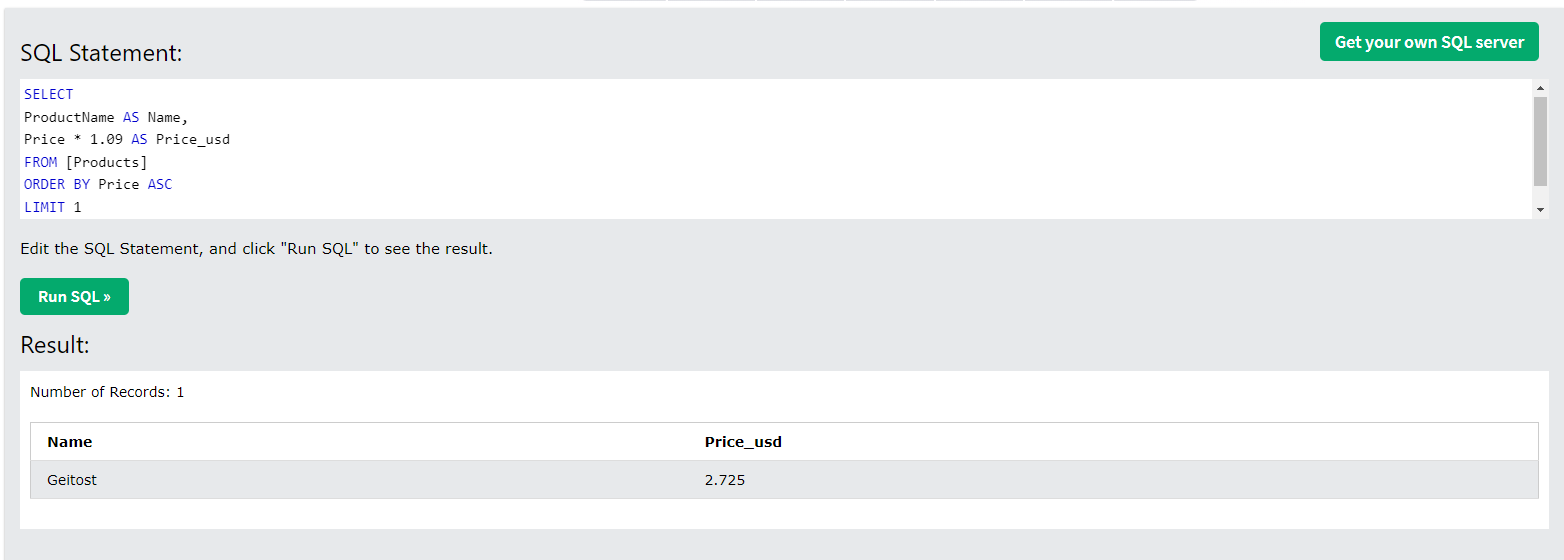 Get your own SQL server
SQL Statement:
SELECT
ProductName AS Name,
Price * 1.09 AS Price_usd
FROM [Products]
ORDER BY Price ASC
LIMIT 1
Edit the SQL Statement, and click "Run SQL" to see the result.
Run SQL »
Result:
Number of Records: 1
Name Price_usd
Geitost 2.725